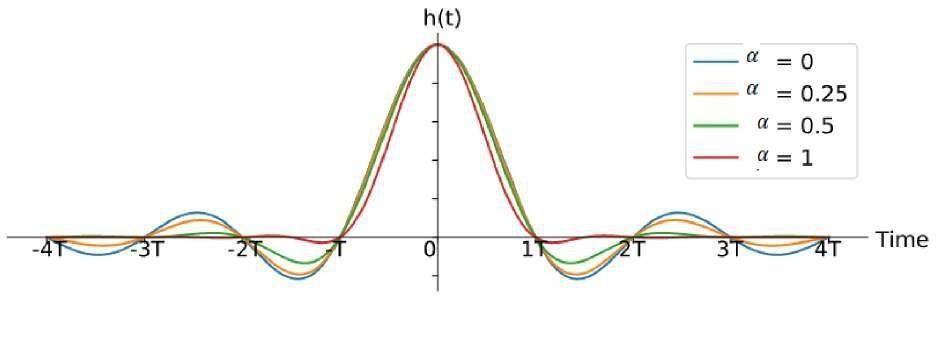 h(t)
α = 0
α = 0.25
α = 0.5
α = 1
-4T -3T -2T T 0 1T 2T 3T 4T Time